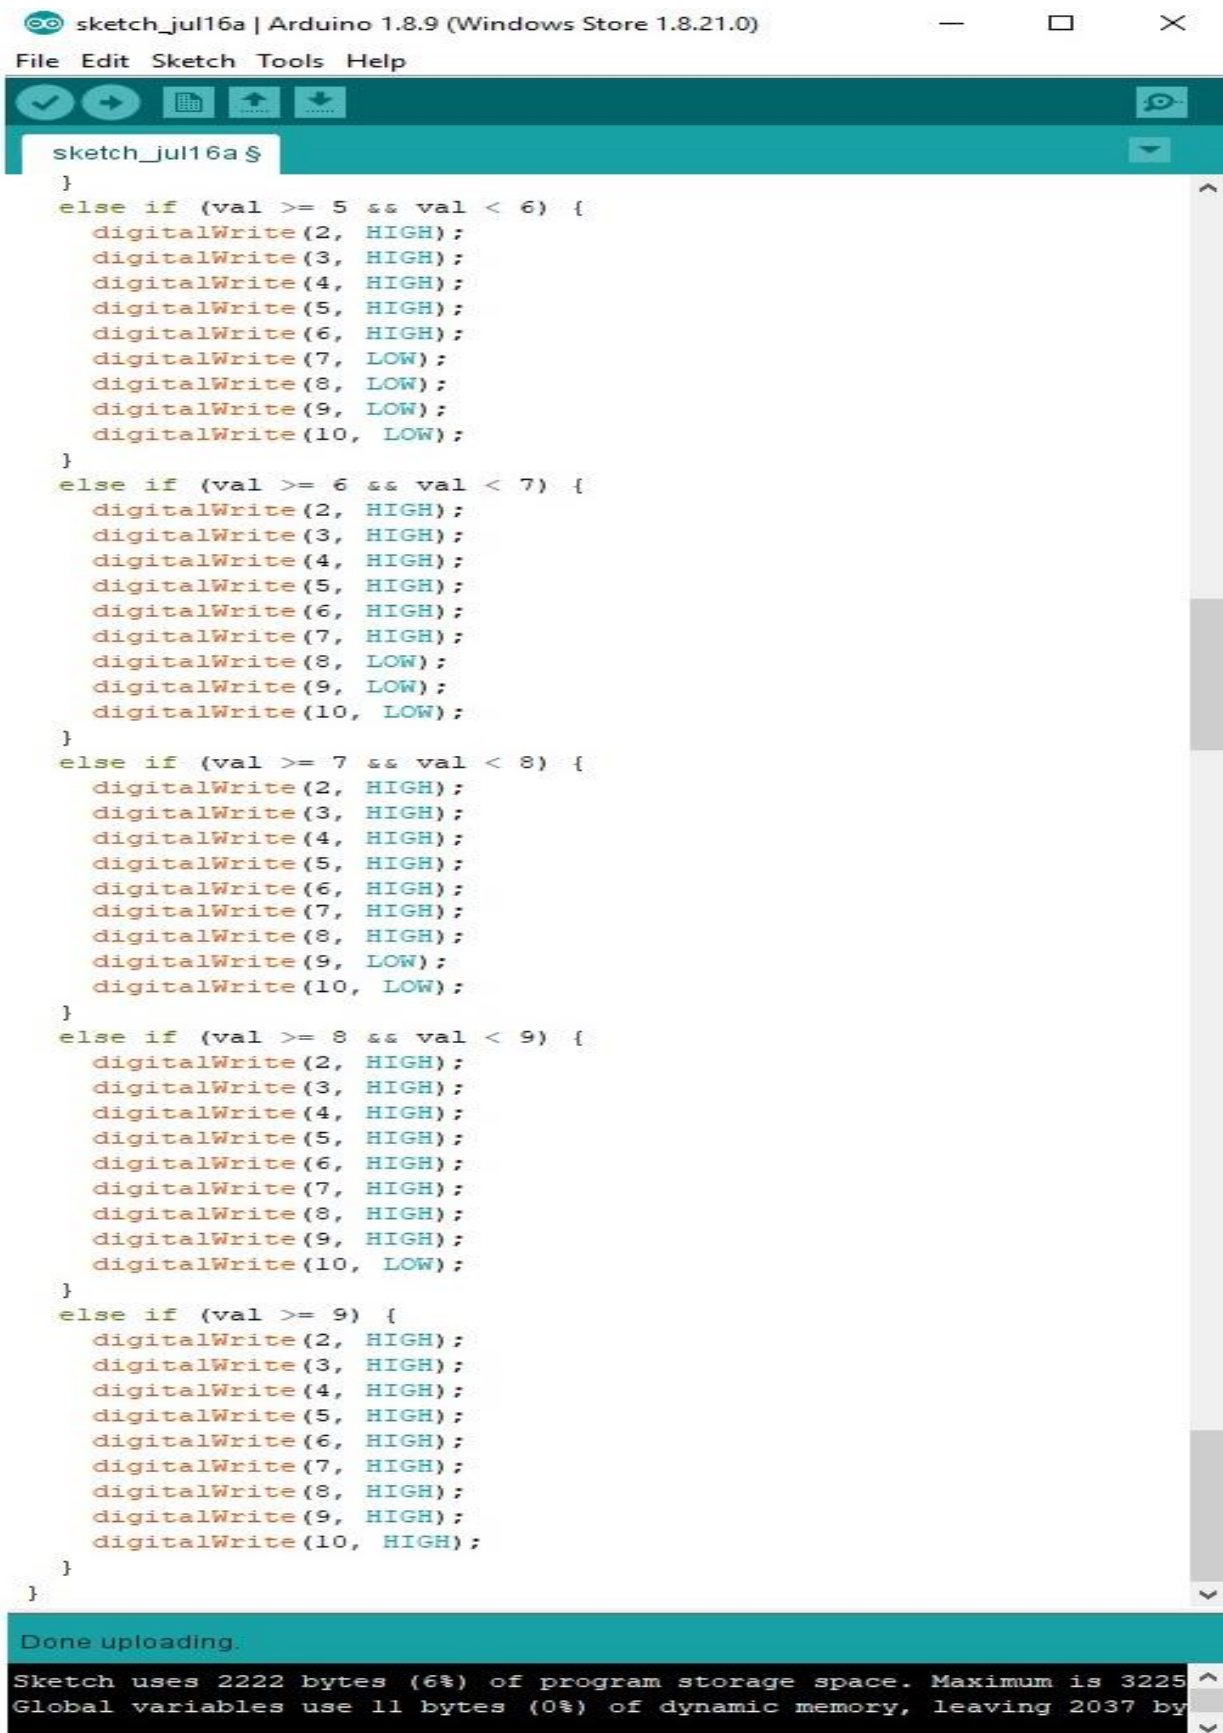 sketch_jul16a | Arduino 1.8.9 (Windows Store 1.8.21.0)
File Edit Sketch Tools Help
sketch_jul16a §
}
else if (val >= 5 && val < 6) {
digitalWrite(2, HIGH);
digitalWrite(3, HIGH);
digitalWrite(4, HIGH);
digitalWrite(5, HIGH);
digitalWrite(6, HIGH);
digitalWrite(7, LOW);
digitalWrite(8, LOW);
digitalWrite(9, LOW);
digitalWrite(10, LOW);
}
else if (val >= 6 && val < 7) {
digitalWrite(2, HIGH);
digitalWrite(3, HIGH);
digitalWrite(4, HIGH);
digitalWrite(5, HIGH);
digitalWrite(6, HIGH);
digitalWrite(7, HIGH);
digitalWrite(8, LOW);
digitalWrite(9, LOW);
digitalWrite(10, LOW);
}
else if (val >= 7 && val < 8) {
digitalWrite(2, HIGH);
digitalWrite(3, HIGH);
digitalWrite(4, HIGH);
digitalWrite(5, HIGH);
digitalWrite(6, HIGH);
digitalWrite(7, HIGH);
digitalWrite(8, HIGH);
digitalWrite(9, LOW);
digitalWrite(10, LOW);
}
else if (val >= 8 && val < 9) {
digitalWrite(2, HIGH);
digitalWrite(3, HIGH);
digitalWrite(4, HIGH);
digitalWrite(5, HIGH);
digitalWrite(6, HIGH);
digitalWrite(7, HIGH);
digitalWrite(8, HIGH);
digitalWrite(9, HIGH);
digitalWrite(10, LOW);
}
else if (val >= 9) {
digitalWrite(2, HIGH);
digitalWrite(3, HIGH);
digitalWrite(4, HIGH);
digitalWrite(5, HIGH);
digitalWrite(6, HIGH);
digitalWrite(7, HIGH);
digitalWrite(8, HIGH);
digitalWrite(9, HIGH);
digitalWrite(10, HIGH);
}
}
Done uploading.
Sketch uses 2222 bytes (6%) of program storage space. Maximum is 3225
Global variables use 11 bytes (0%) of dynamic memory, leaving 2037 by